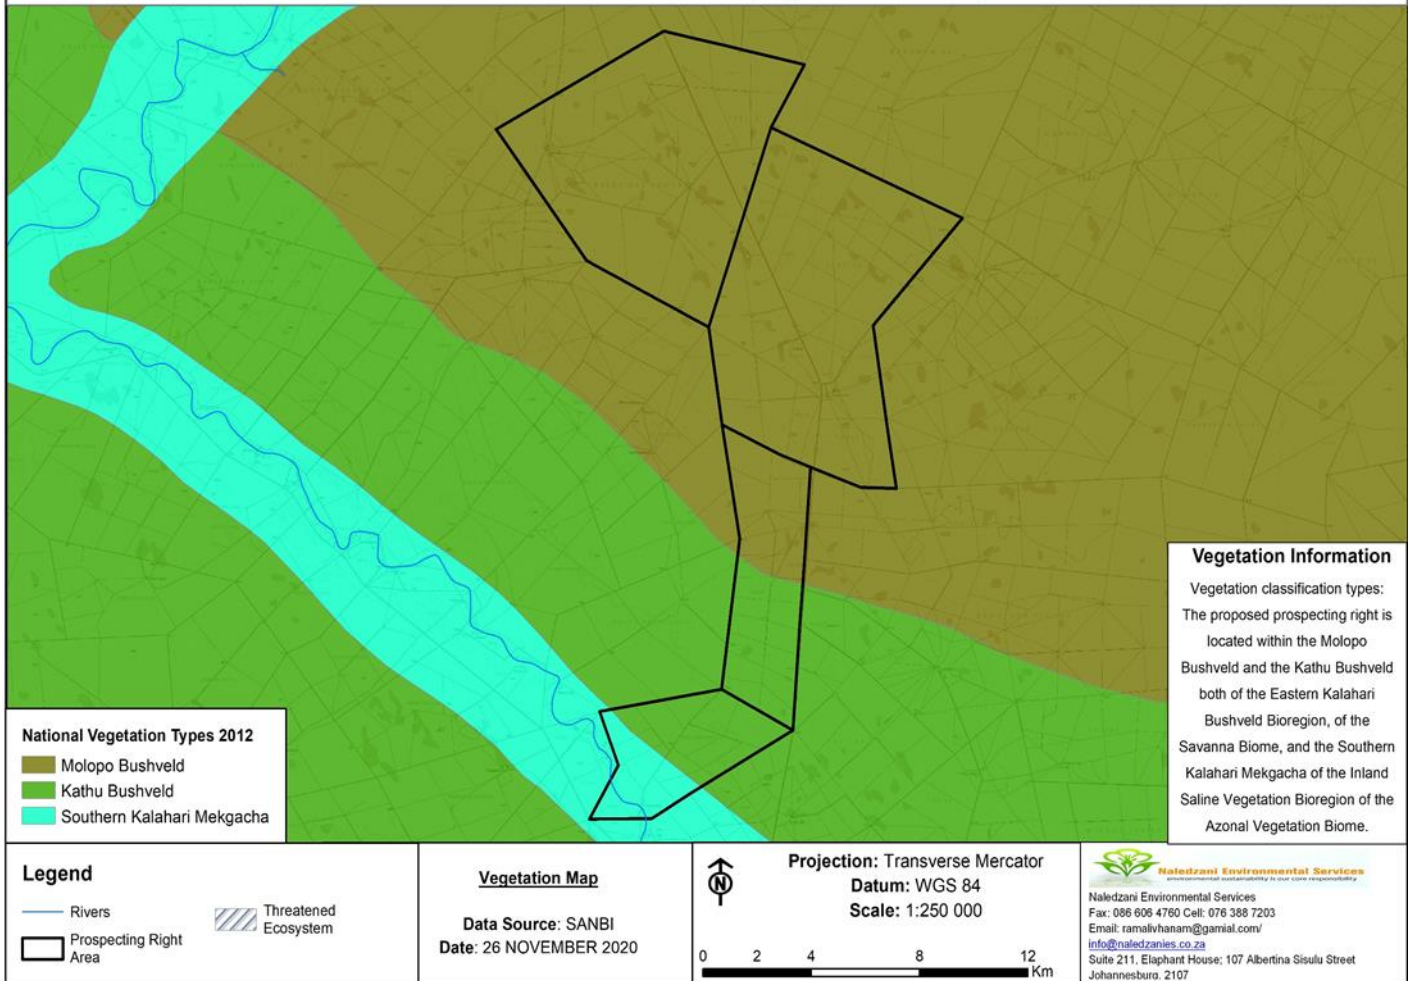 Vegetation Information
Vegetation classification types:
The proposed prospecting right is
located within the Molopo
Bushveld and the Kathu Bushveld
both of the Eastern Kalahari
Bushveld Bioregion, of the
Savanna Biome, and the Southern
Kalahari Mekgacha of the Inland
Saline Vegetation Bioregion of the
Azonal Vegetation Biome.
National Vegetation Types 2012
Molopo Bushveld
Kathu Bushveld
Southern Kalahari Mekgacha
Legend
Rivers
Prospecting Right
Area
Threatened
Ecosystem
Vegetation Map
Data Source: SANBI
Date: 26 NOVEMBER 2020
N
Projection: Transverse Mercator
Datum: WGS 84
Scale: 1:250 000
0 2 4 8 12
Km
Naledzani Environmental Services
environmental sustainability is our core responsibility
Naledzani Environmental Services
Fax: 086 606 4760 Cell: 076 388 7203
Email: ramalivhanam@gamial.com/
info@naledzanies.co.za
Suite 211, Elaphant House; 107 Albertina Sisulu Street
Johannesburg, 2107